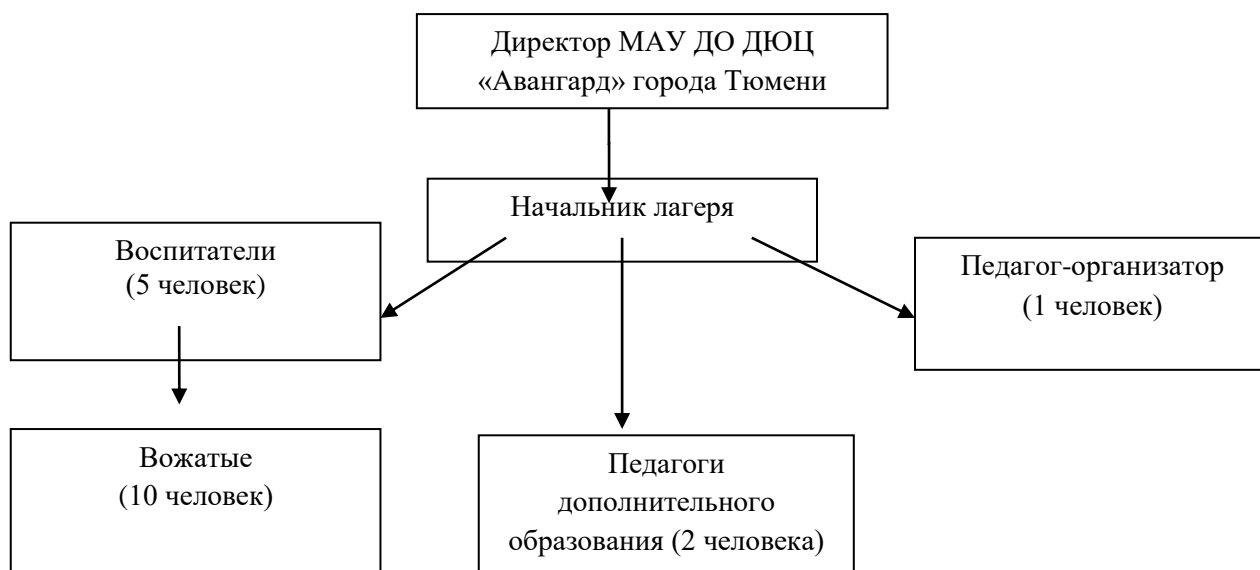 Директор МАУ ДО ДЮЦ
«Авангард» города Тюмени
Начальник лагеря
Воспитатели
(5 человек)
Педагог-организатор
(1 человек)
Вожатые
(10 человек)
Педагоги
дополнительного
образования (2 человека)